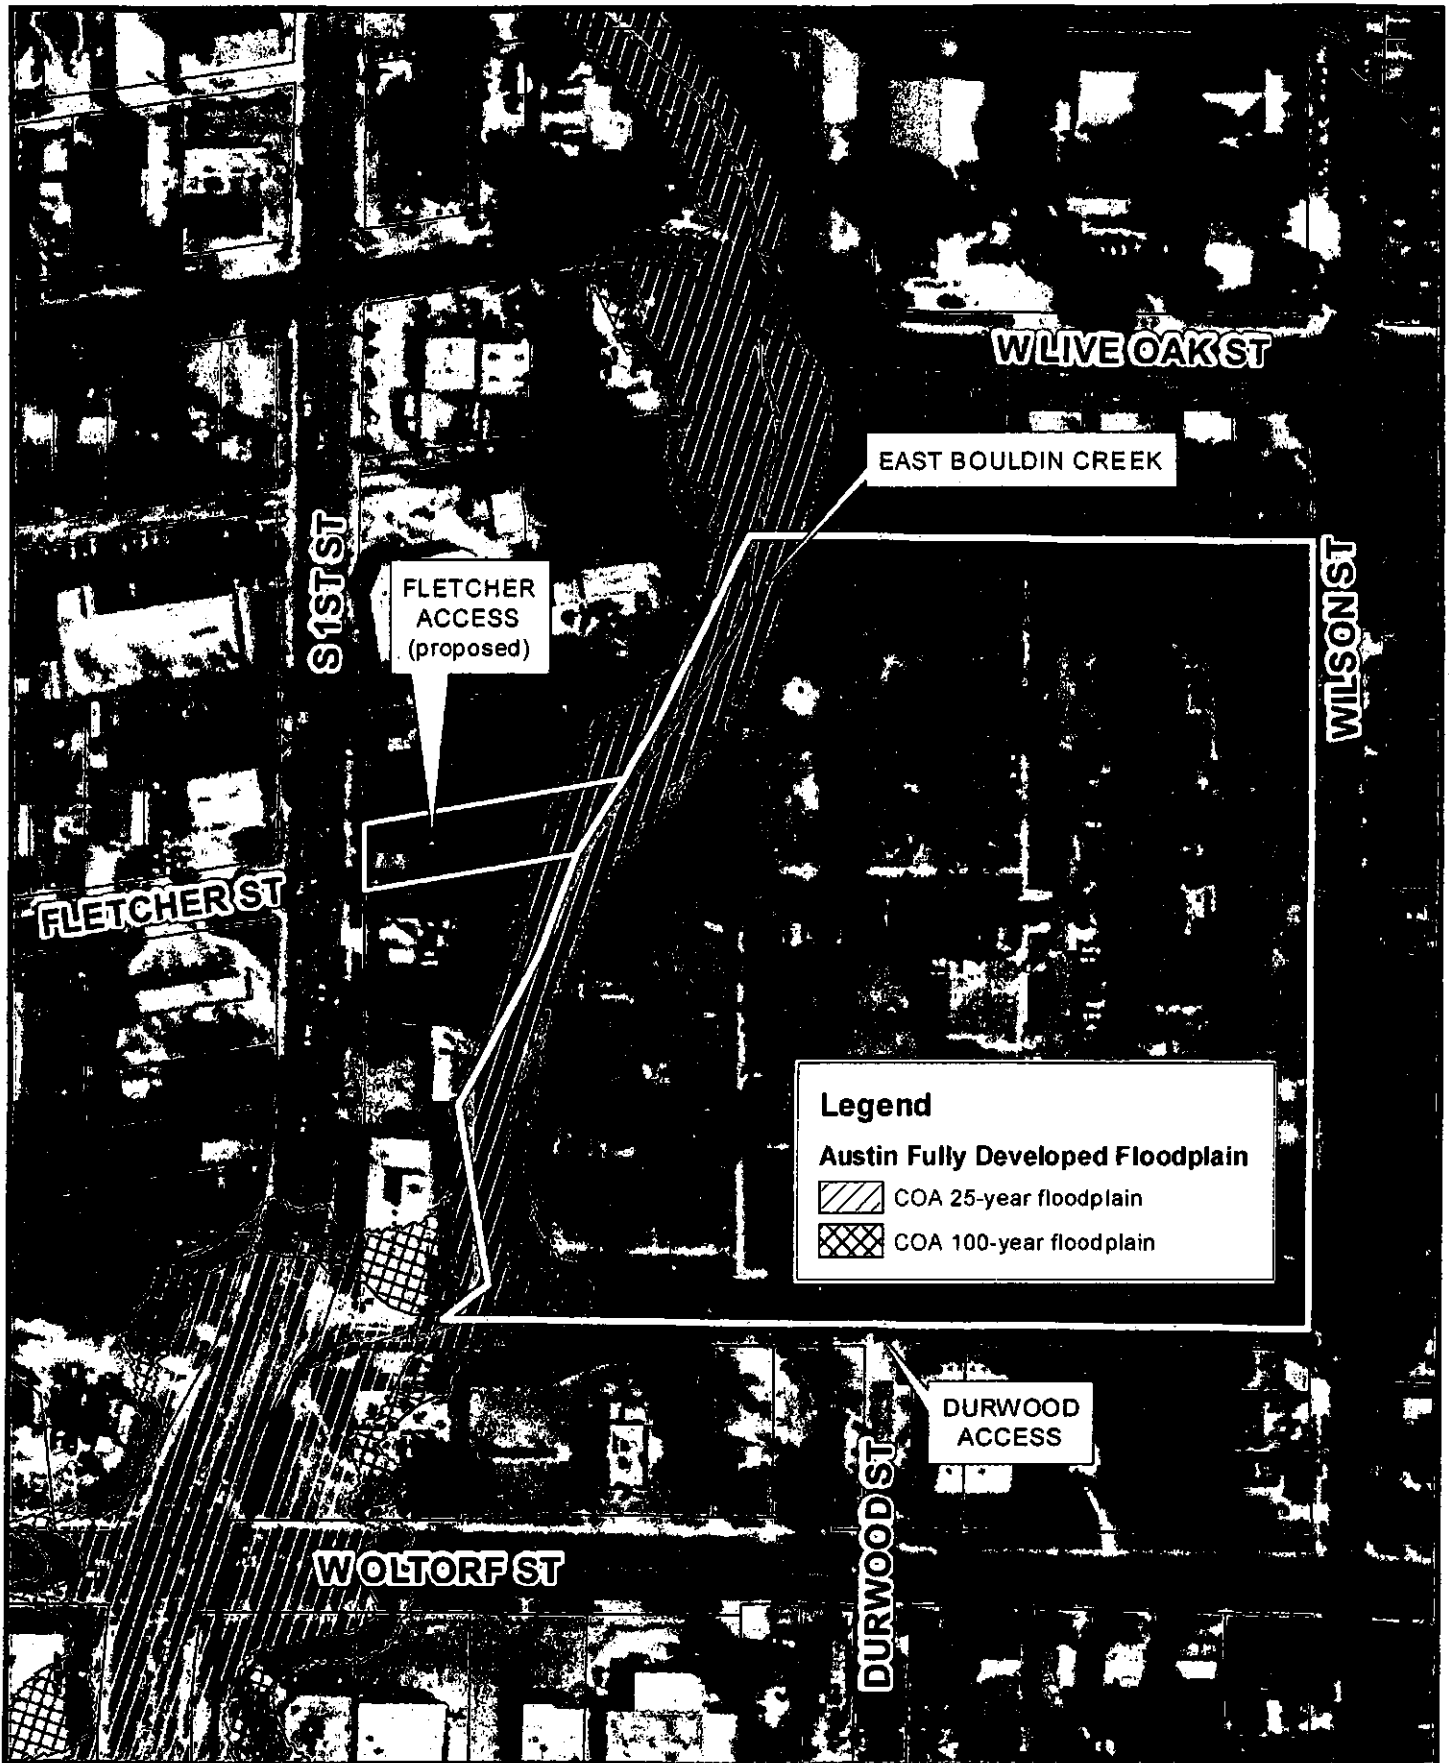 W LIVE OAK ST
EAST BOULDIN CREEK
S 1ST ST
WILSON ST
FLETCHER
ACCESS
(proposed)
FLETCHER ST
Legend
Austin Fully Developed Floodplain
COA 25-year floodplain
COA 100-year floodplain
DURWOOD
ACCESS
DURWOOD ST
W OLTORF ST